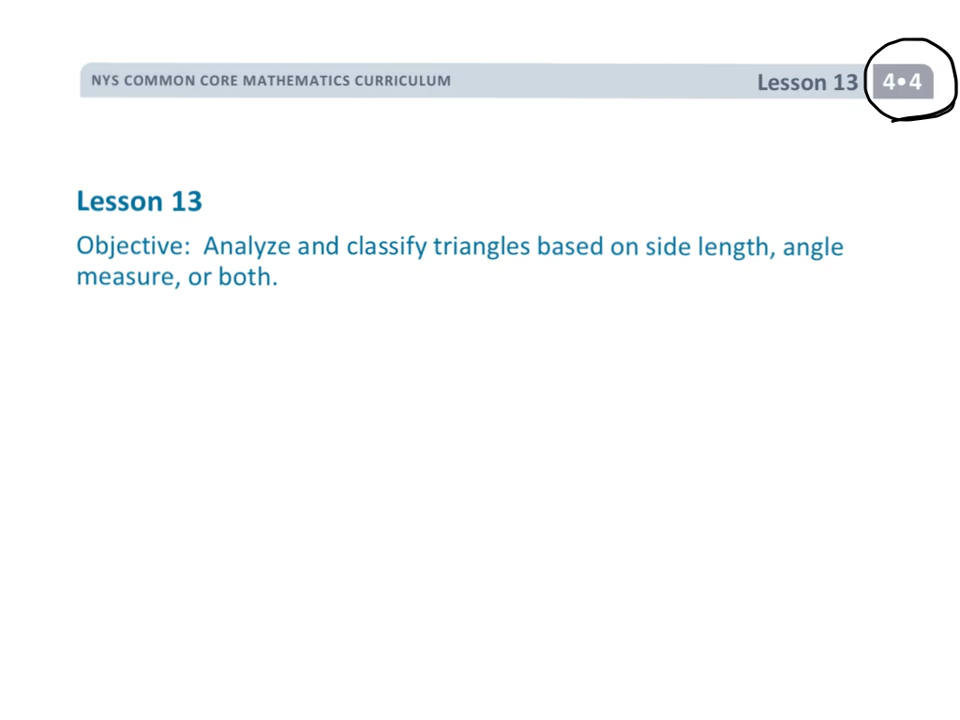 NYS COMMON CORE MATHEMATICS CURRICULUM Lesson 13 4•4
Lesson 13
Objective: Analyze and classify triangles based on side length, angle
measure, or both.